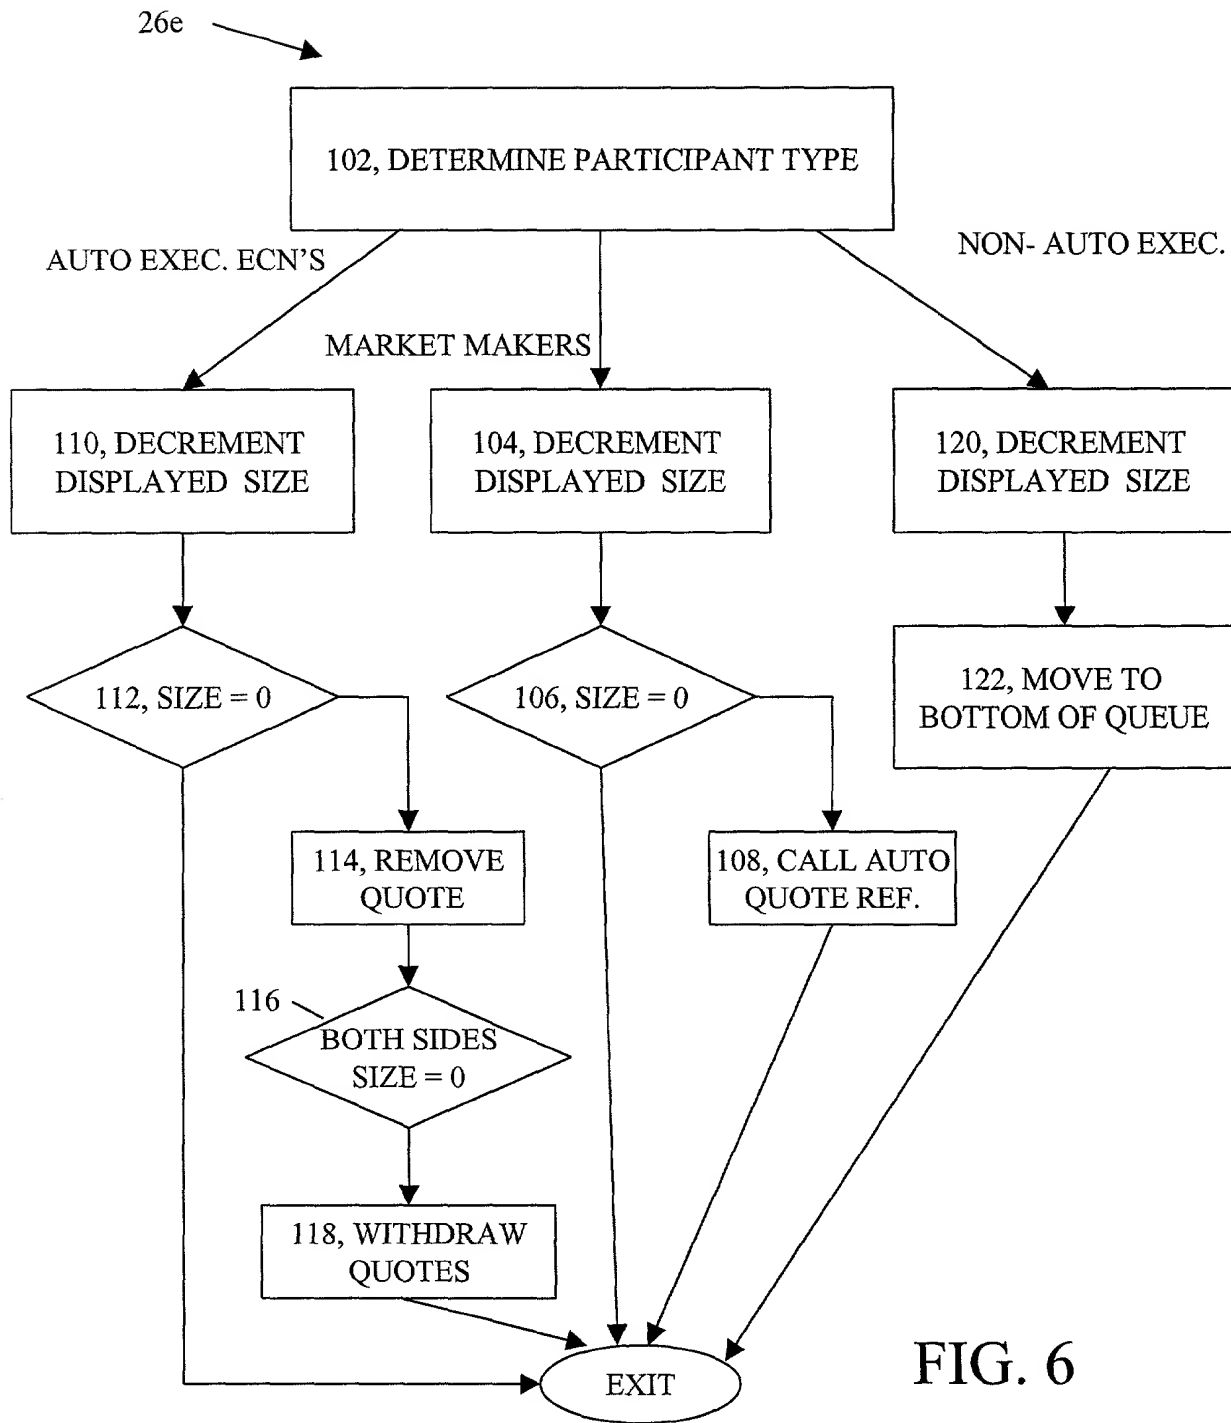 26e
102, DETERMINE PARTICIPANT TYPE
AUTO EXEC. ECN'S
NON- AUTO EXEC.
MARKET MAKERS
110, DECREMENT
DISPLAYED SIZE
104, DECREMENT
DISPLAYED SIZE
120, DECREMENT
DISPLAYED SIZE
112, SIZE = 0
106, SIZE = 0
122, MOVE TO
BOTTOM OF QUEUE
114, REMOVE
QUOTE
108, CALL AUTO
QUOTE REF.
116
BOTH SIDES
SIZE = 0
118, WITHDRAW
QUOTES
EXIT
FIG. 6